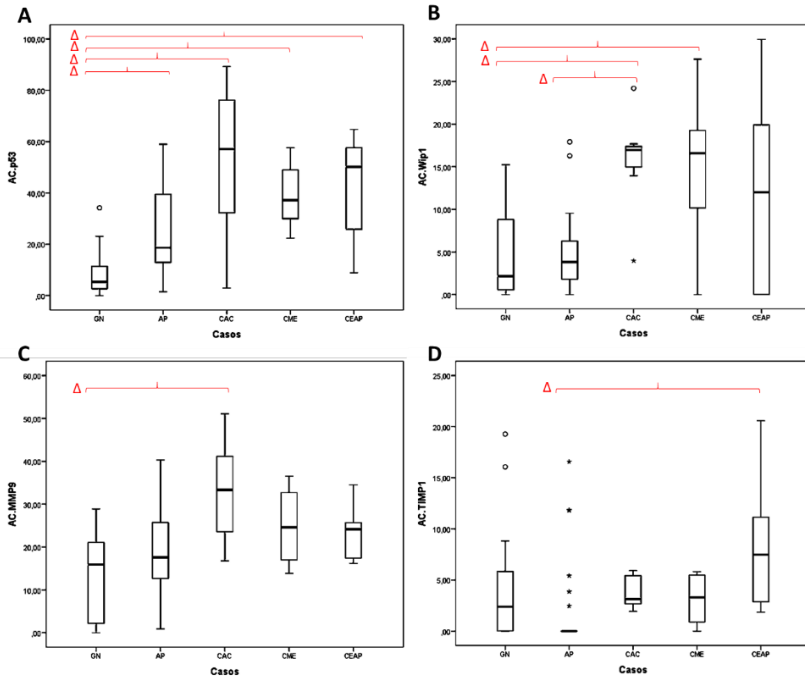 A
Δ
Δ
Δ
Δ
100,00
80,00
60,00
40,00
20,00
,00
AC.p53
GN AP CAC CME CEAP
Casos
B
Δ
Δ
Δ
30,00
25,00
20,00
15,00
10,00
5,00
,00
AC.Wip1
GN AP CAC CME CEAP
Casos
C
Δ
60,00
50,00
40,00
30,00
20,00
10,00
,00
AC.MMP9
GN AP CAC CME CEAP
Casos
D
Δ
25,00
20,00
15,00
10,00
5,00
,00
AC.TIMP1
GN AP CAC CME CEAP
Casos